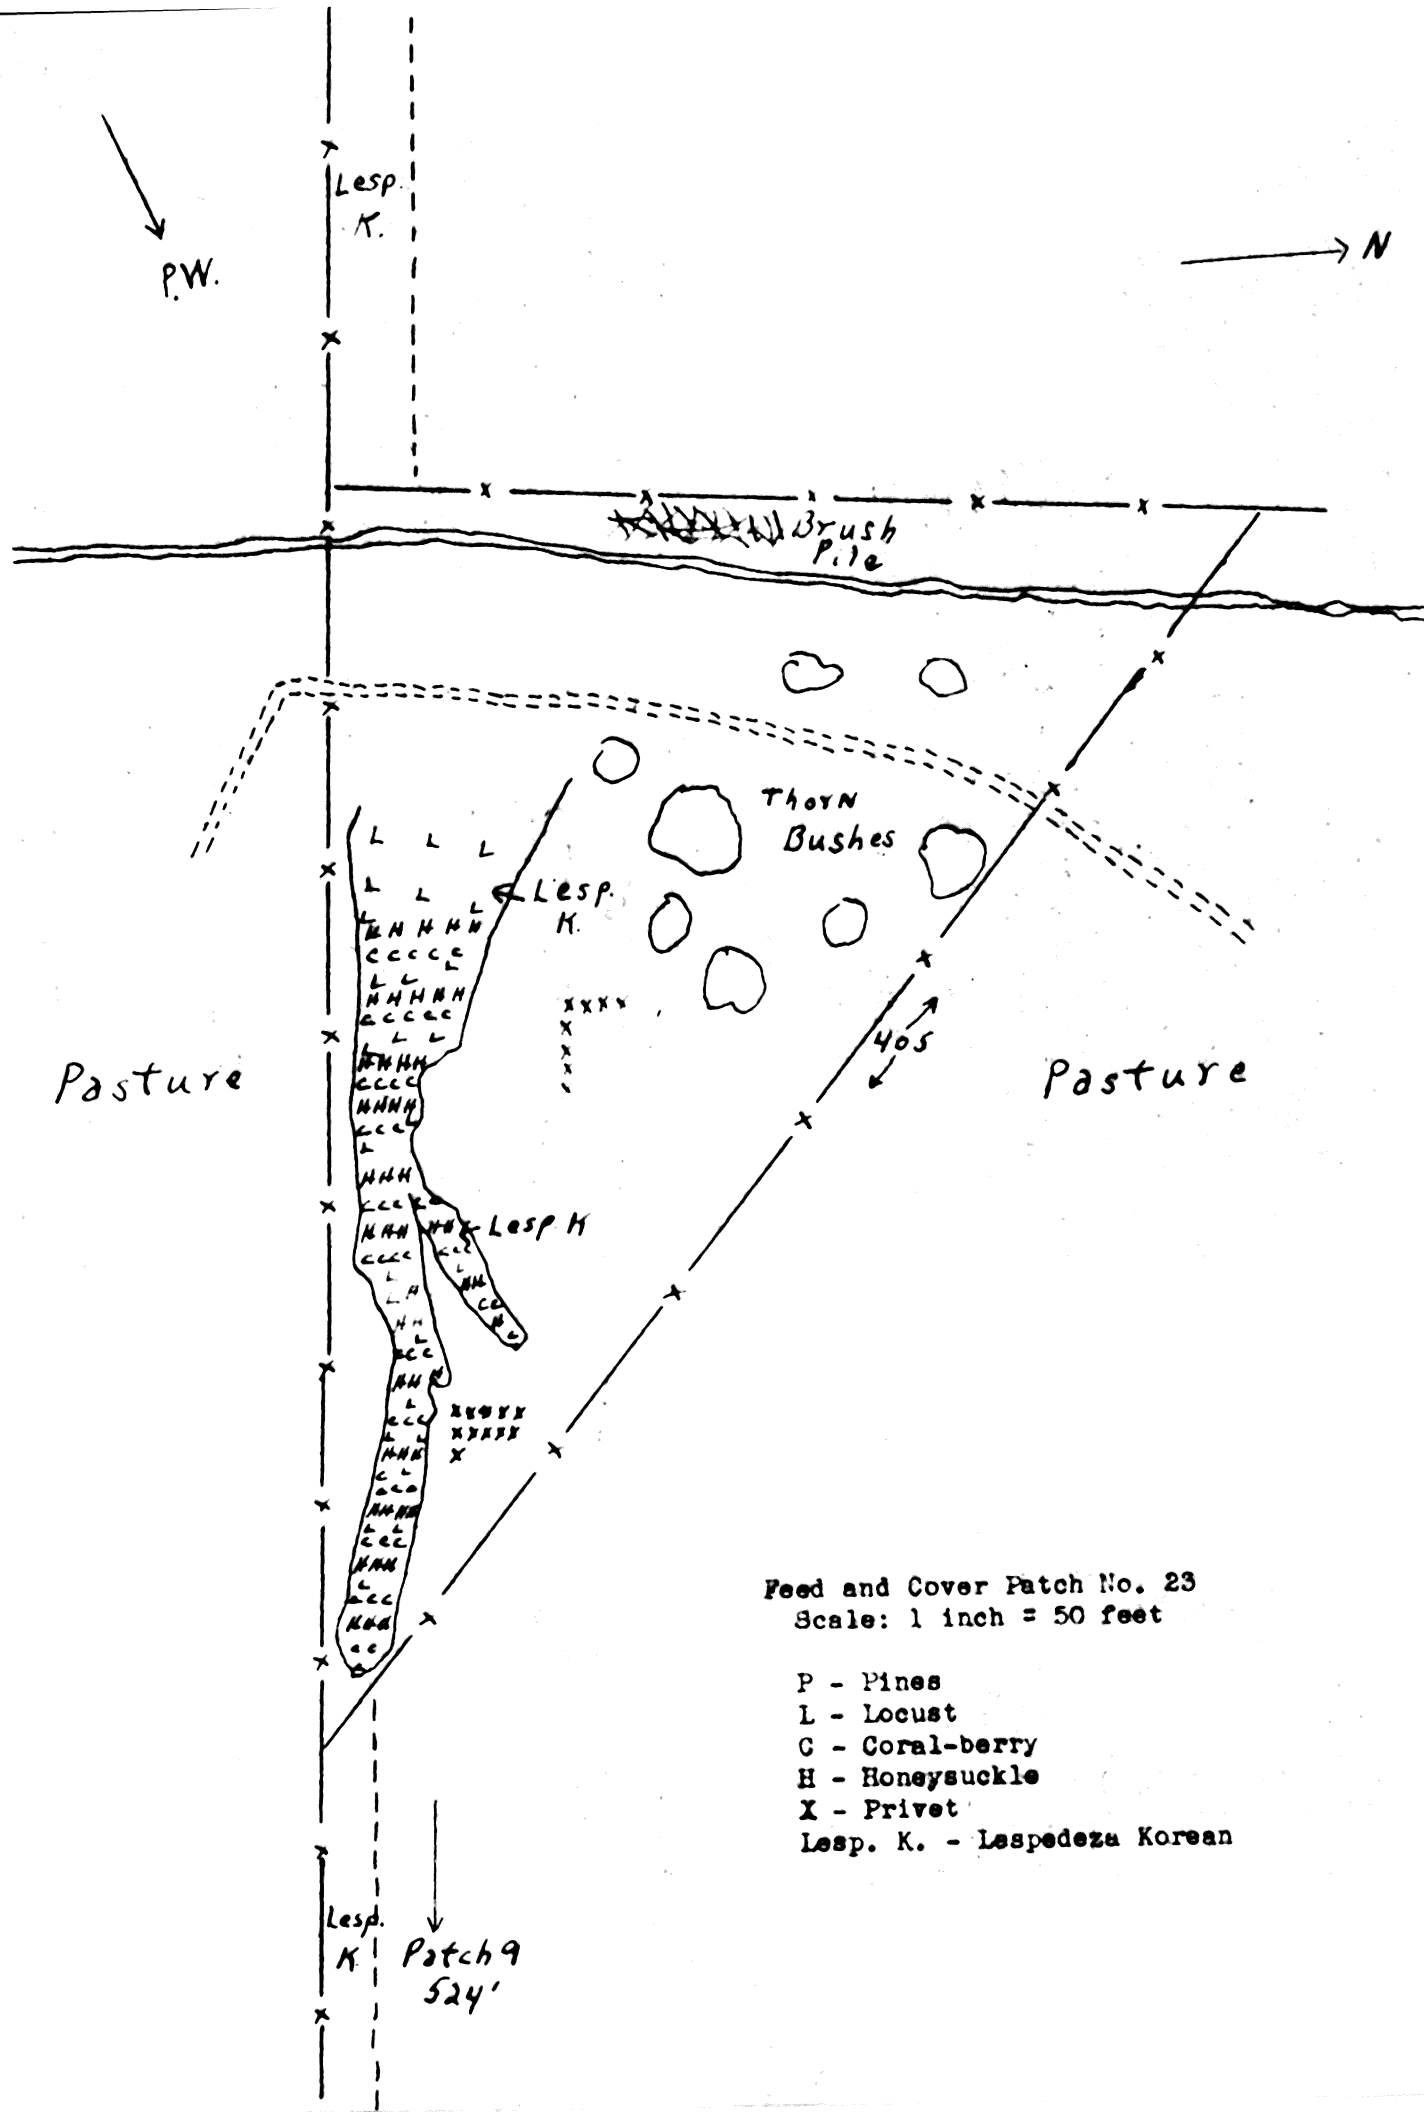 Lesp.
K.
P.W.
N
Brush
Pile
Thorn
Bushes
Lesp.
K.
405
Pasture
Pasture
Lesp K
Feed and Cover Patch No. 23
Scale: 1 inch = 50 feet
P - Pines
L - Locust
C - Coral-berry
H - Honeysuckle
X - Privet
Lesp. K. - Lespedeza Korean
Lesp.
K
Patch 9
524'